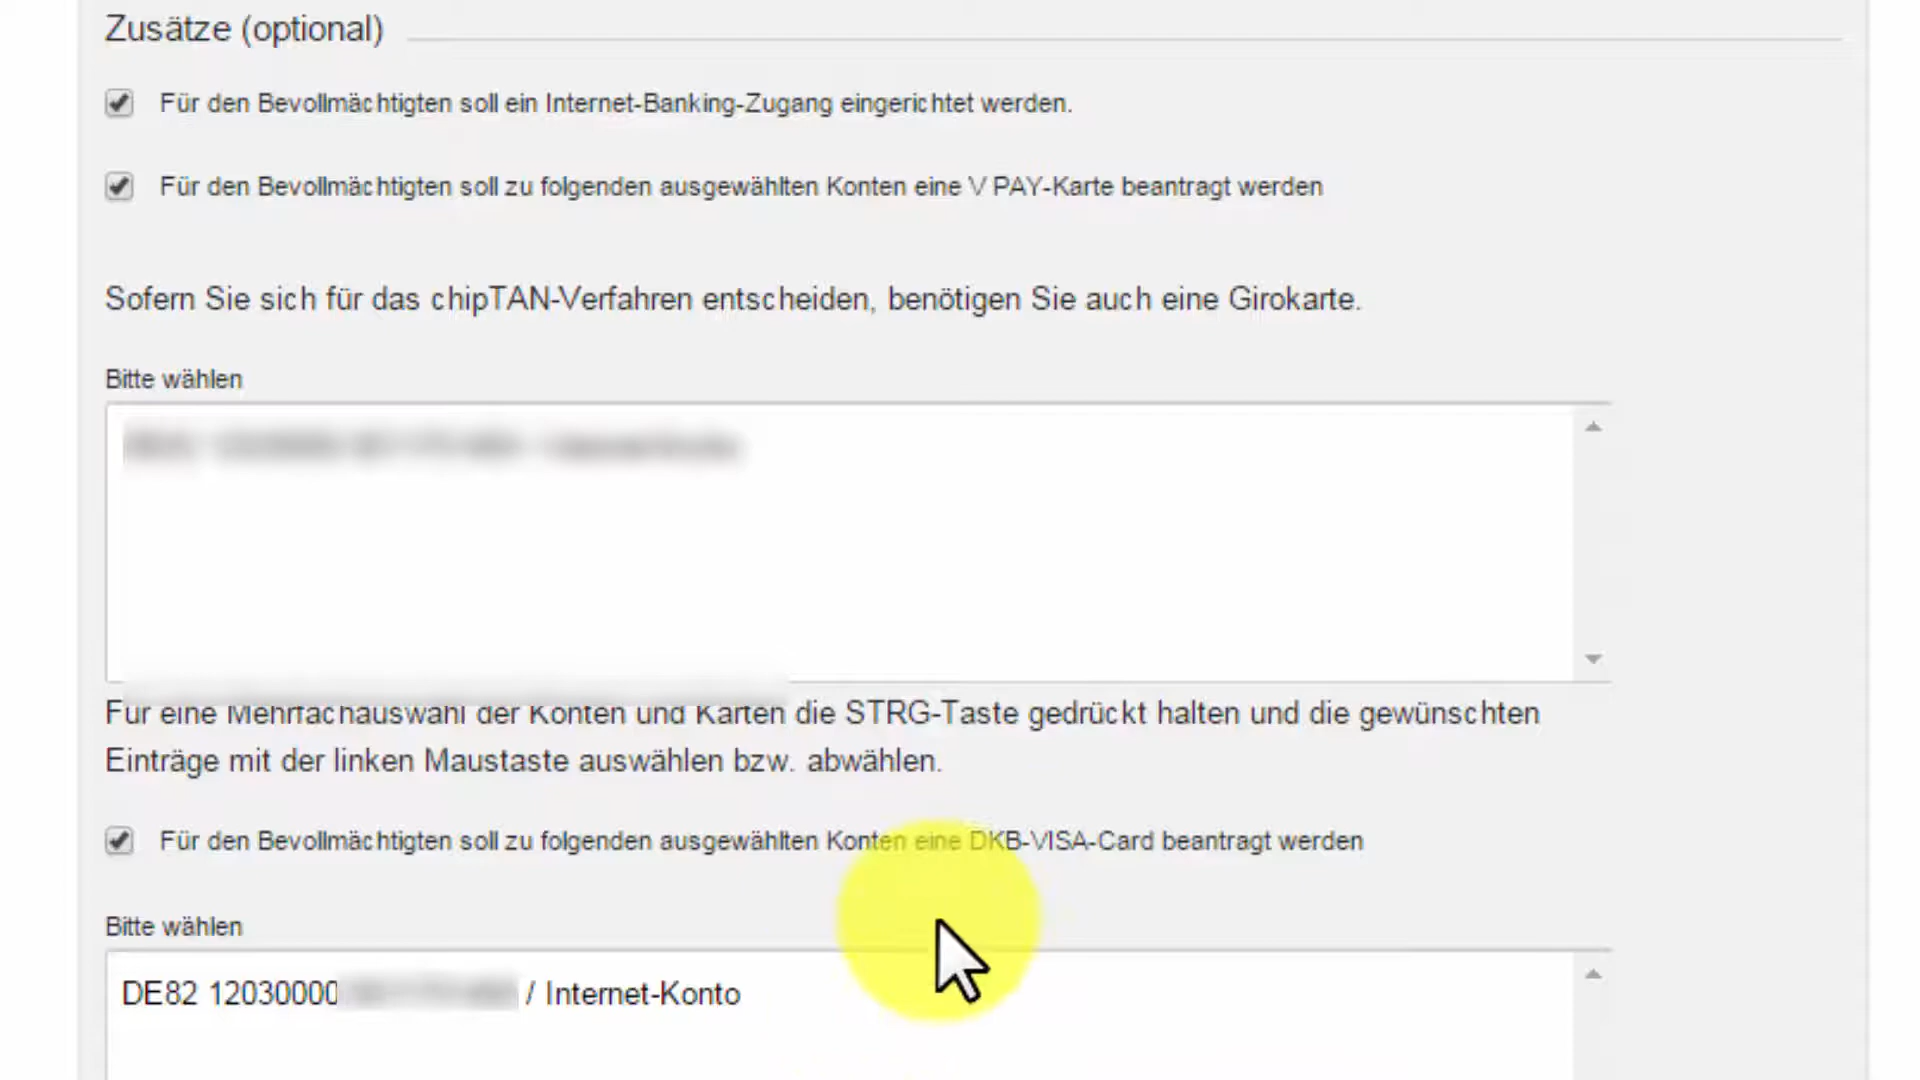 Zusätze (optional)
Für den Bevollmächtigten soll ein Internet-Banking-Zugang eingerichtet werden.
Für den Bevollmächtigten soll zu folgenden ausgewählten Konten eine V PAY-Karte beantragt werden
Sofern Sie sich für das chipTAN-Verfahren entscheiden, benötigen Sie auch eine Girokarte.
Bitte wählen
Für eine Mehrfachauswahl der Konten und Karten die STRG-Taste gedrückt halten und die gewünschten
Einträge mit der linken Maustaste auswählen bzw. abwählen.
Für den Bevollmächtigten soll zu folgenden ausgewählten Konten eine DKB-VISA-Card beantragt werden
Bitte wählen
DE82 12030000 / Internet-Konto